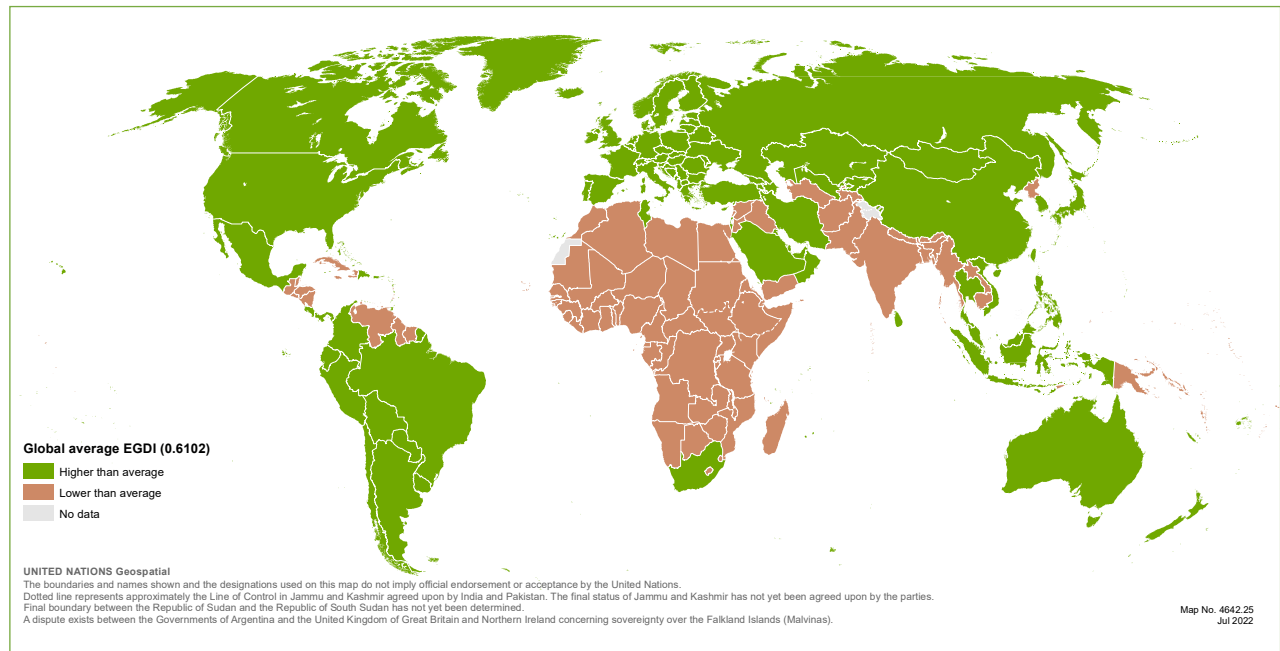 Global average EGDI (0.6102)
Higher than average
Lower than average
No data
UNITED NATIONS Geospatial
The boundaries and names shown and the designations used on this map do not imply official endorsement or acceptance by the United Nations.
Dotted line represents approximately the Line of Control in Jammu and Kashmir agreed upon by India and Pakistan. The final status of Jammu and Kashmir has not yet been agreed upon by the parties.
Final boundary between the Republic of Sudan and the Republic of South Sudan has not yet been determined.
A dispute exists between the Governments of Argentina and the United Kingdom of Great Britain and Northern Ireland concerning sovereignty over the Falkland Islands (Malvinas).
Map No. 4642.25
Jul 2022